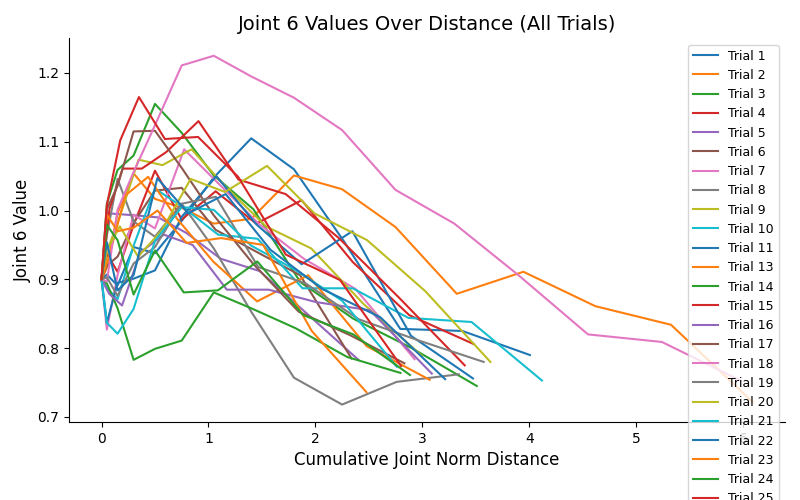 Joint 6 Values Over Distance (All Trials)
Joint 6 Value
1.2
1.1
1.0
0.9
0.8
0.7
0 1 2 3 4 5
Cumulative Joint Norm Distance
Trial 1
Trial 2
Trial 3
Trial 4
Trial 5
Trial 6
Trial 7
Trial 8
Trial 9
Trial 10
Trial 11
Trial 13
Trial 14
Trial 15
Trial 16
Trial 17
Trial 18
Trial 19
Trial 20
Trial 21
Trial 22
Trial 23
Trial 24
Trial 25